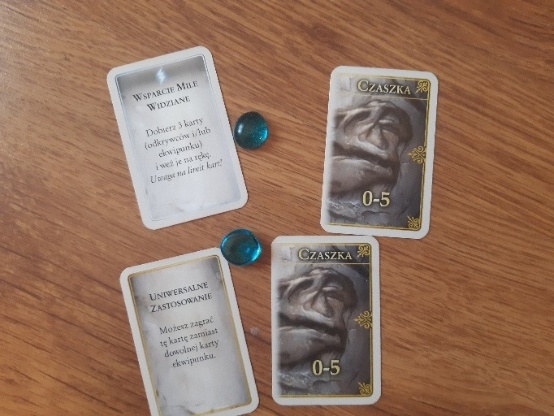 Wsparcie Mile
Widziane
Dobierz 3 karty
(odkrywców i/lub
ekwipunku)
i weź je na rękę.
Uwaga na limit kart!
Czaszka
0-5
Uniwersalne
Zastosowanie
Możesz zagrać
tę kartę zamiast
dowolnej karty
ekwipunku.
Czaszka
0-5